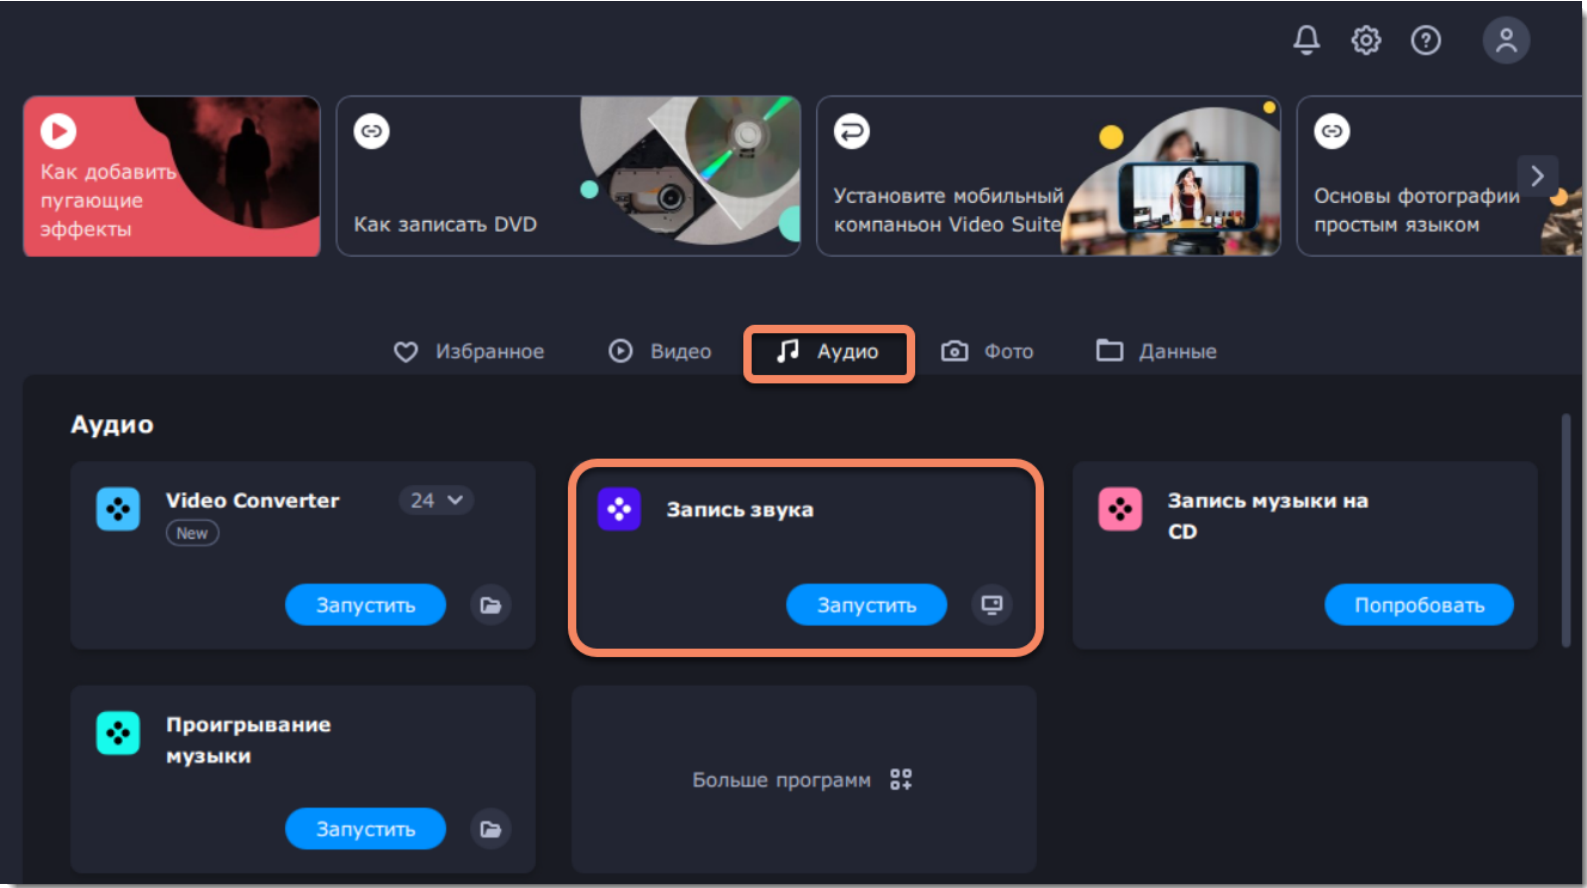 Как добавить
пугающие
эффекты
Как записать DVD
Установите мобильный
компаньон Video Suite
Основы фотографии
простым языком
Избранное
Видео
Аудио
Фото
Данные
Аудио
Video Converter
24
New
Запустить
Запись звука
Запустить
Запись музыки на
CD
Попробовать
Проигрывание
музыки
Запустить
Больше программ